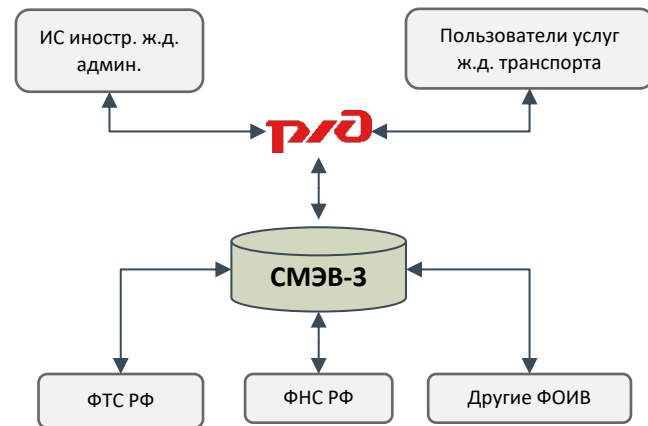 ИС иностр. ж.д.
админ.
Пользователи услуг
ж.д. транспорта
ржд
СМЭВ-3
ФТС РФ
ФНС РФ
Другие ФОИВ